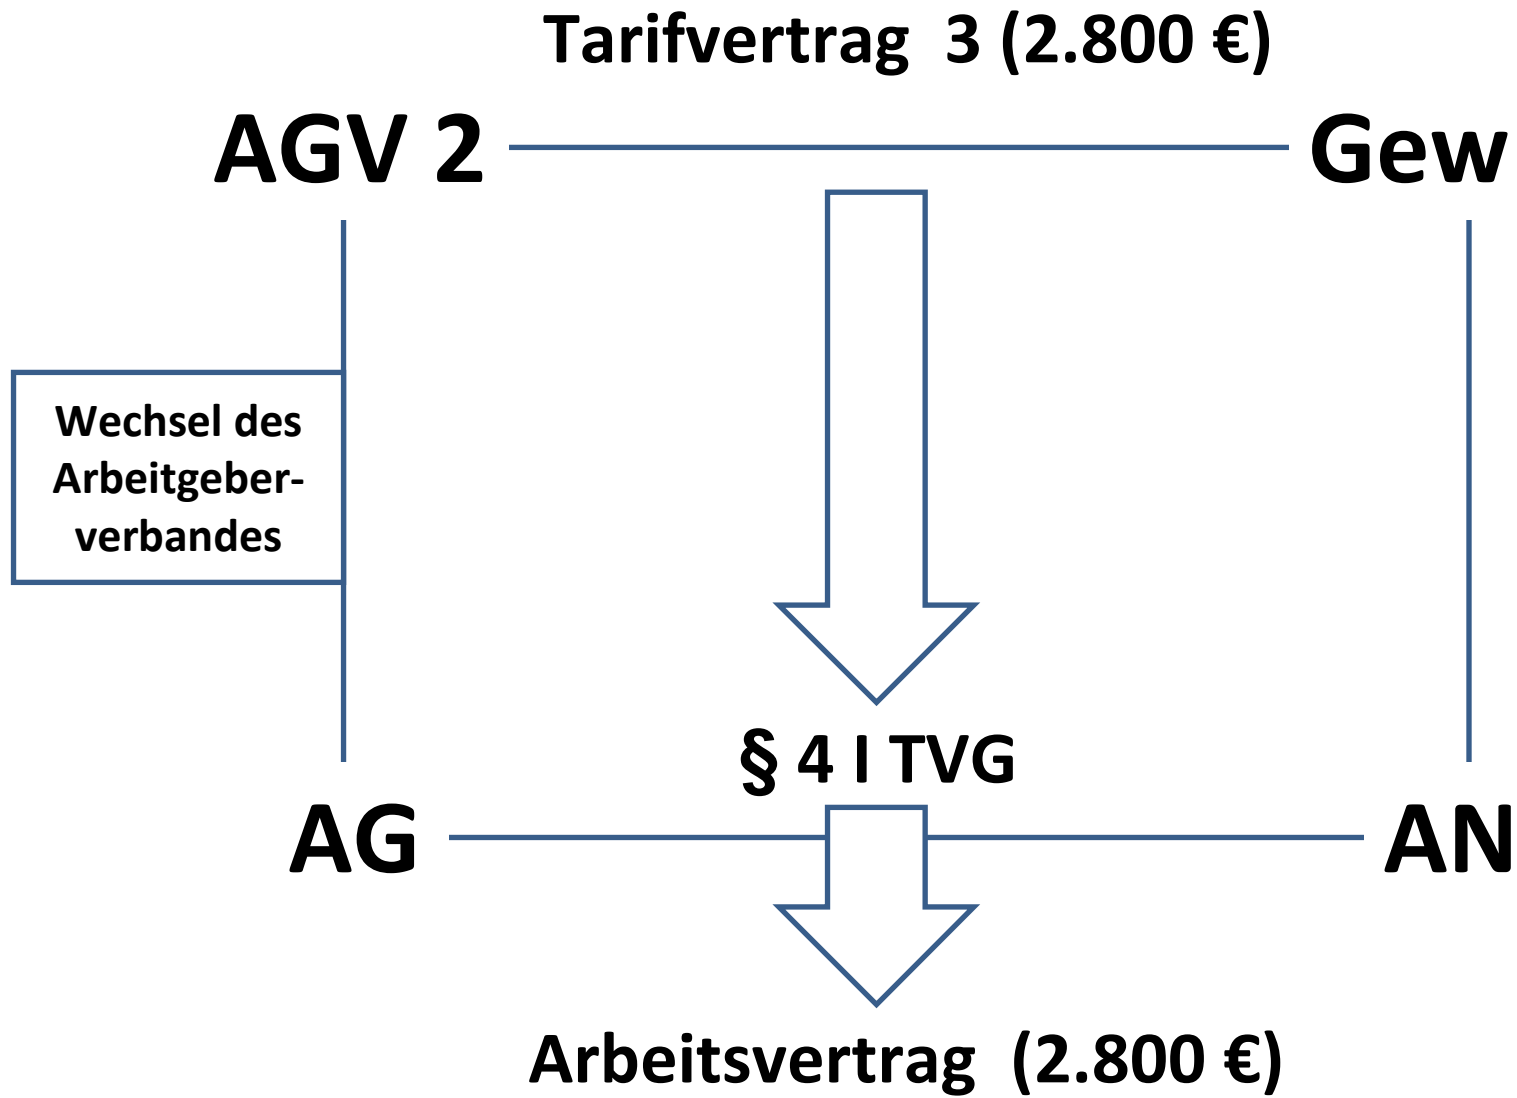 Tarifvertrag 3 (2.800 €)
AGV 2
Gew
Wechsel des
Arbeitgeber-
verbandes
§ 4 I TVG
AG
AN
Arbeitsvertrag (2.800 €)